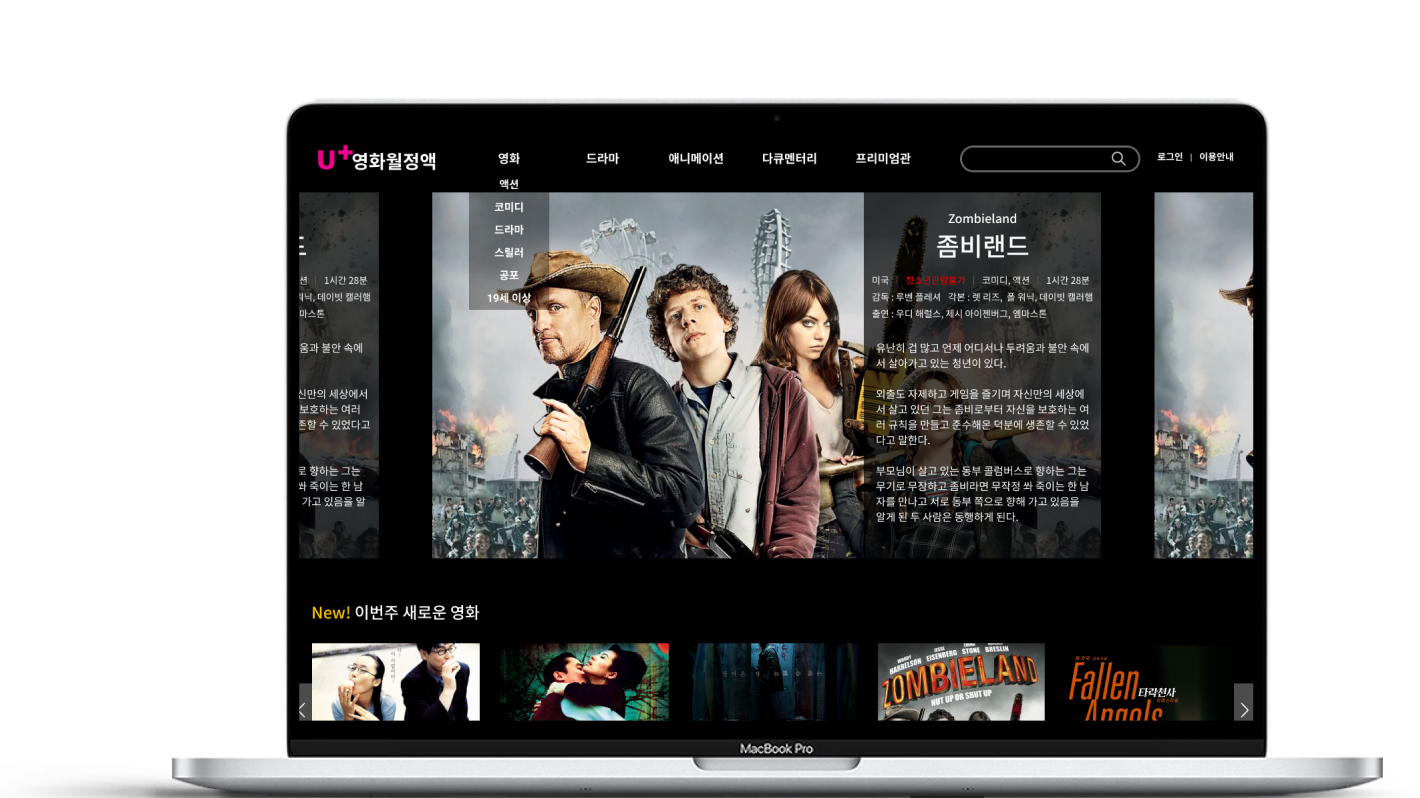 U+영화월정액
영화 드라마 애니메이션 다큐멘터리 프리미엄관
로그인 | 이용안내
액션
코미디
드라마
스릴러
공포
19세 이상
드
션 | 1시간 28분
워닉, 데이빗 캘러햄
마스톤
움과 불안 속에
신만의 세상에서
보호하는 여러
존할 수 있었다고
로 향하는 그는
쏴 죽이는 한 남
가고 있음을 알
Zombieland
좀비랜드
미국 | 청소년관람불가 | 코미디, 액션 | 1시간 28분
감독 : 루벤 플레셔 각본 : 렛 리즈, 폴 워닉, 데이빗 캘러햄
출연 : 우디 해럴스, 제시 아이젠버그, 엠마스톤
유난히 겁 많고 언제 어디서나 두려움과 불안 속에
서 살아가고 있는 청년이 있다.
외출도 자제하고 게임을 즐기며 자신만의 세상에
서 살고 있던 그는 좀비로부터 자신을 보호하는 여
러 규칙을 만들고 준수해온 덕분에 생존할 수 있었
다고 말한다.
부모님이 살고 있는 동부 콜럼버스로 향하는 그는
무기로 무장하고 좀비라면 무작정 쏴 죽이는 한 남
자를 만나고 서로 동부 쪽으로 향해 가고 있음을
알게 된 두 사람은 동행하게 된다.
New! 이번주 새로운 영화
WOODY HARRELSON JESSE EISENBERG EMMA STONE BRESLIN
ZOMBIELAND
NUT UP OR SHUT UP
Fallen
Angels
타락천사
MacBook Pro